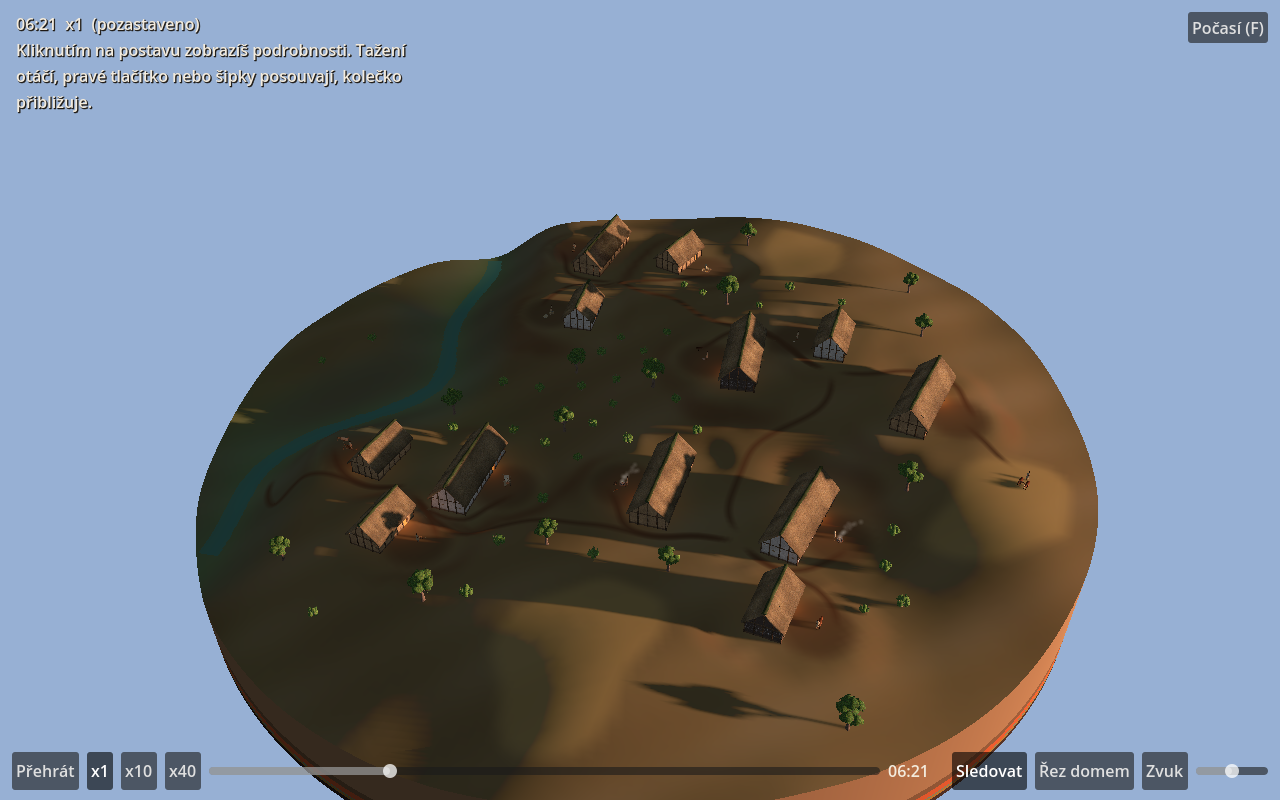 06:21 x1 (pozastaveno)
Kliknutím na postavu zobrazíš podrobnosti. Tažení
otáčí, pravé tlačítko nebo šipky posouvají, kolečko
přibližuje.
Počasí (F)
Přehrát x1 x10 x40 06:21 Sledovat Řez domem Zvuk